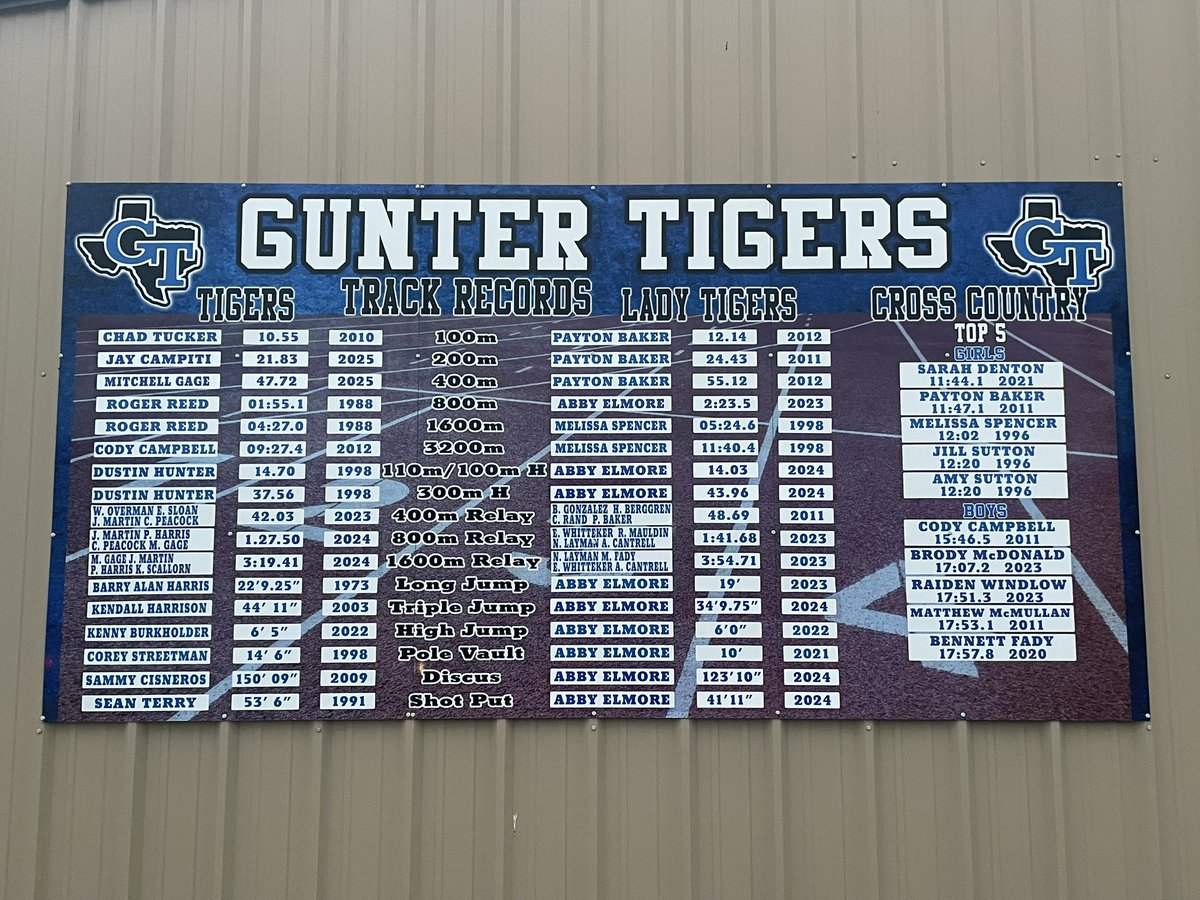 GUNTER TIGERS
GT
GT
TIGERS TRACK RECORDS LADY TIGERS CROSS COUNTRY
CHAD TUCKER 10.55 2010 100m PAYTON BAKER 12.14 2012
JAY CAMPITI 21.83 2025 200m PAYTON BAKER 24.43 2011
MITCHELL GAGE 47.72 2025 400m PAYTON BAKER 55.12 2012
ROGER REED 01:55.1 1988 800m ABBY ELMORE 2:23.5 2023
ROGER REED 04:27.0 1988 1600m MELISSA SPENCER 05:24.6 1998
CODY CAMPBELL 09:27.4 2012 3200m MELISSA SPENCER 11:40.4 1998
DUSTIN HUNTER 14.70 1998 110m/100m H ABBY ELMORE 14.03 2024
DUSTIN HUNTER 37.56 1998 300m H ABBY ELMORE 43.96 2024
W. OVERMAN E. SLOAN
J. MARTIN C. PEACOCK
42.03 2023 400m Relay
B. GONZALEZ H. BERGGREN
C. RAND P. BAKER
48.69 2011
J. MARTIN P. HARRIS
C. PEACOCK M. GAGE
1:27.50 2024 800m Relay
E. WHITTEKER R. MAULDIN
N. LAYMAN A. CANTRELL
1:41.68 2023
M. GAGE J. MARTIN
P. HARRIS K. SCALLORN
3:19.41 2024 1600m Relay
N. LAYMAN M. FADY
E. WHITTEKER A. CANTRELL
3:54.71 2023
BARRY ALAN HARRIS 22'9.25" 1973 Long Jump ABBY ELMORE 19' 2023
KENDALL HARRISON 44' 11" 2003 Triple Jump ABBY ELMORE 34'9.75" 2024
KENNY BURKHOLDER 6' 5" 2022 High Jump ABBY ELMORE 6'0" 2022
COREY STREETMAN 14' 6" 1998 Pole Vault ABBY ELMORE 10' 2021
SAMMY CISNEROS 150' 09" 2009 Discus ABBY ELMORE 123'10" 2024
SEAN TERRY 53' 6" 1991 Shot Put ABBY ELMORE 41'11" 2024
TOP 5
GIRLS
SARAH DENTON
11:44.1 2021
PAYTON BAKER
11:47.1 2011
MELISSA SPENCER
12:02 1996
JILL SUTTON
12:20 1996
AMY SUTTON
12:20 1996
BOYS
CODY CAMPBELL
15:46.5 2011
BRODY McDONALD
17:07.2 2023
RAIDEN WINDLOW
17:51.3 2023
MATTHEW McMULLAN
17:53.1 2011
BENNETT FADY
17:57.8 2020